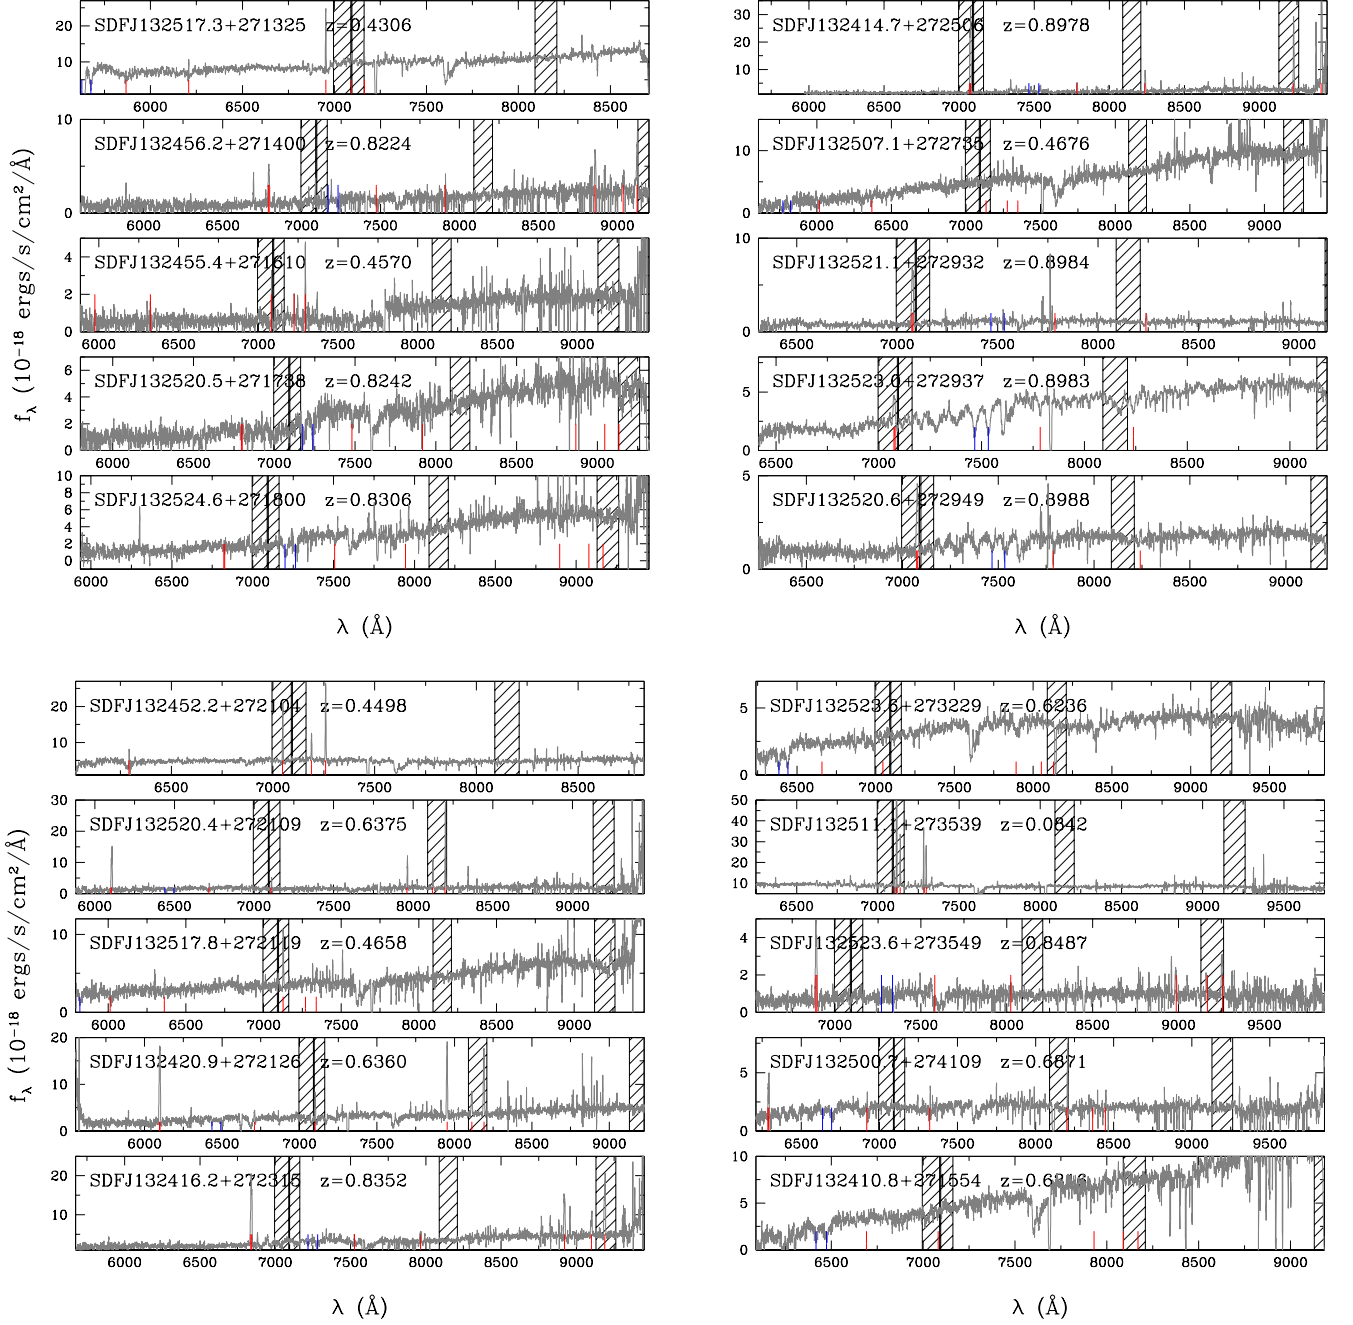 SDFJ132517.3+271325 z=0.4306
20
10
6000 6500 7000 7500 8000 8500
SDFJ132456.2+271400 z=0.8224
10
5
0
6000 6500 7000 7500 8000 8500 9000
SDFJ132455.4+271610 z=0.4570
4
2
0
6000 6500 7000 7500 8000 8500 9000
SDFJ132520.5+271738 z=0.8242
6
4
2
0
6000 6500 7000 7500 8000 8500 9000
SDFJ132524.6+271800 z=0.8306
10
8
6
4
2
0
6000 6500 7000 7500 8000 8500 9000
fλ (10⁻¹⁸ ergs/s/cm²/Å)
λ (Å)
SDFJ132414.7+272506 z=0.8978
30
20
10
6000 6500 7000 7500 8000 8500 9000
SDFJ132507.1+272735 z=0.4676
10
5
0
6000 6500 7000 7500 8000 8500 9000
SDFJ132521.1+272932 z=0.8984
10
5
0
6500 7000 7500 8000 8500 9000
SDFJ132523.0+272937 z=0.8983
5
0
6500 7000 7500 8000 8500 9000
SDFJ132520.6+272949 z=0.8988
5
0
6500 7000 7500 8000 8500 9000
λ (Å)
SDFJ132452.2+272104 z=0.4498
20
10
6500 7000 7500 8000 8500
SDFJ132520.4+272109 z=0.6375
30
20
10
0
6000 6500 7000 7500 8000 8500 9000
SDFJ132517.8+272119 z=0.4658
10
5
0
6000 6500 7000 7500 8000 8500 9000
SDFJ132420.9+272126 z=0.6360
20
10
0
6000 6500 7000 7500 8000 8500 9000
SDFJ132416.2+272315 z=0.8352
20
10
6000 6500 7000 7500 8000 8500 9000
fλ (10⁻¹⁸ ergs/s/cm²/Å)
λ (Å)
SDFJ132523.6+273229 z=0.6236
5
0
6500 7000 7500 8000 8500 9000 9500
SDFJ132511.1+273539 z=0.0842
50
40
30
20
10
6500 7000 7500 8000 8500 9000 9500
SDFJ132523.6+273549 z=0.8487
4
2
0
7000 7500 8000 8500 9000 9500
SDFJ132500.7+274109 z=0.6871
5
0
6500 7000 7500 8000 8500 9000 9500
SDFJ132410.8+271554
10
5
0
6500 7000 7500 8000 8500 9000
λ (Å)